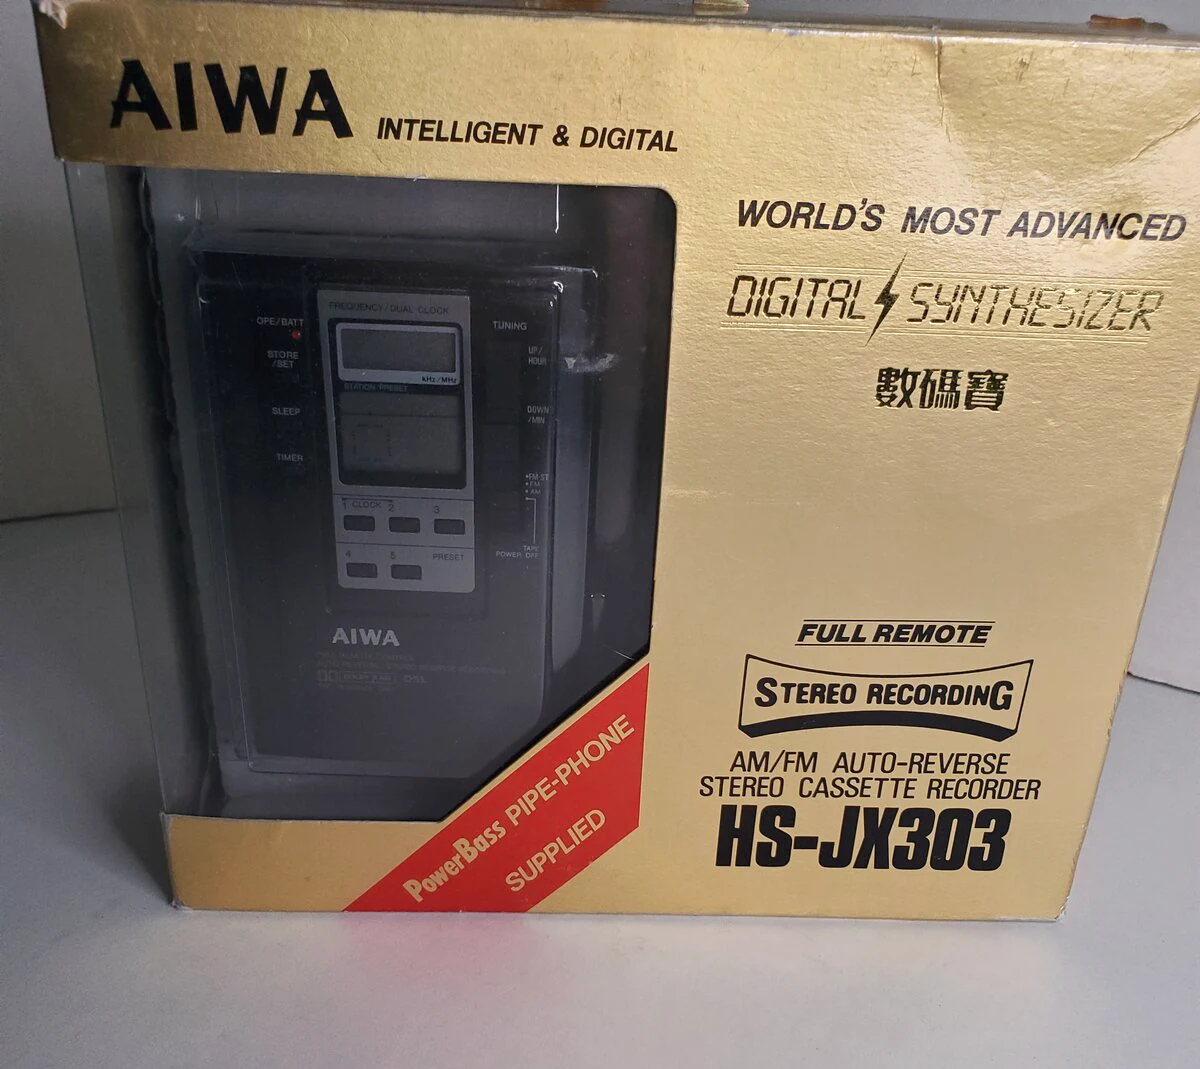 AIWA INTELLIGENT & DIGITAL
WORLD'S MOST ADVANCED
DIGITAL SYNTHESIZER
數碼寶
FREQUENCY/DUAL CLOCK
OPE/BATT
STORE
/SET
SLEEP
TIMER
kHz/MHz
STATION/PRESET
TUNING
UP/
HOUR
DOWN
/MIN
•FM-ST
•FM
•AM
TAPE
POWER OFF
1 CLOCK 2 3
4 5 PRESET
AIWA
DSL
PowerBass PIPE-PHONE
SUPPLIED
FULL REMOTE
STEREO RECORDING
AM/FM AUTO-REVERSE
STEREO CASSETTE RECORDER
HS-JX303